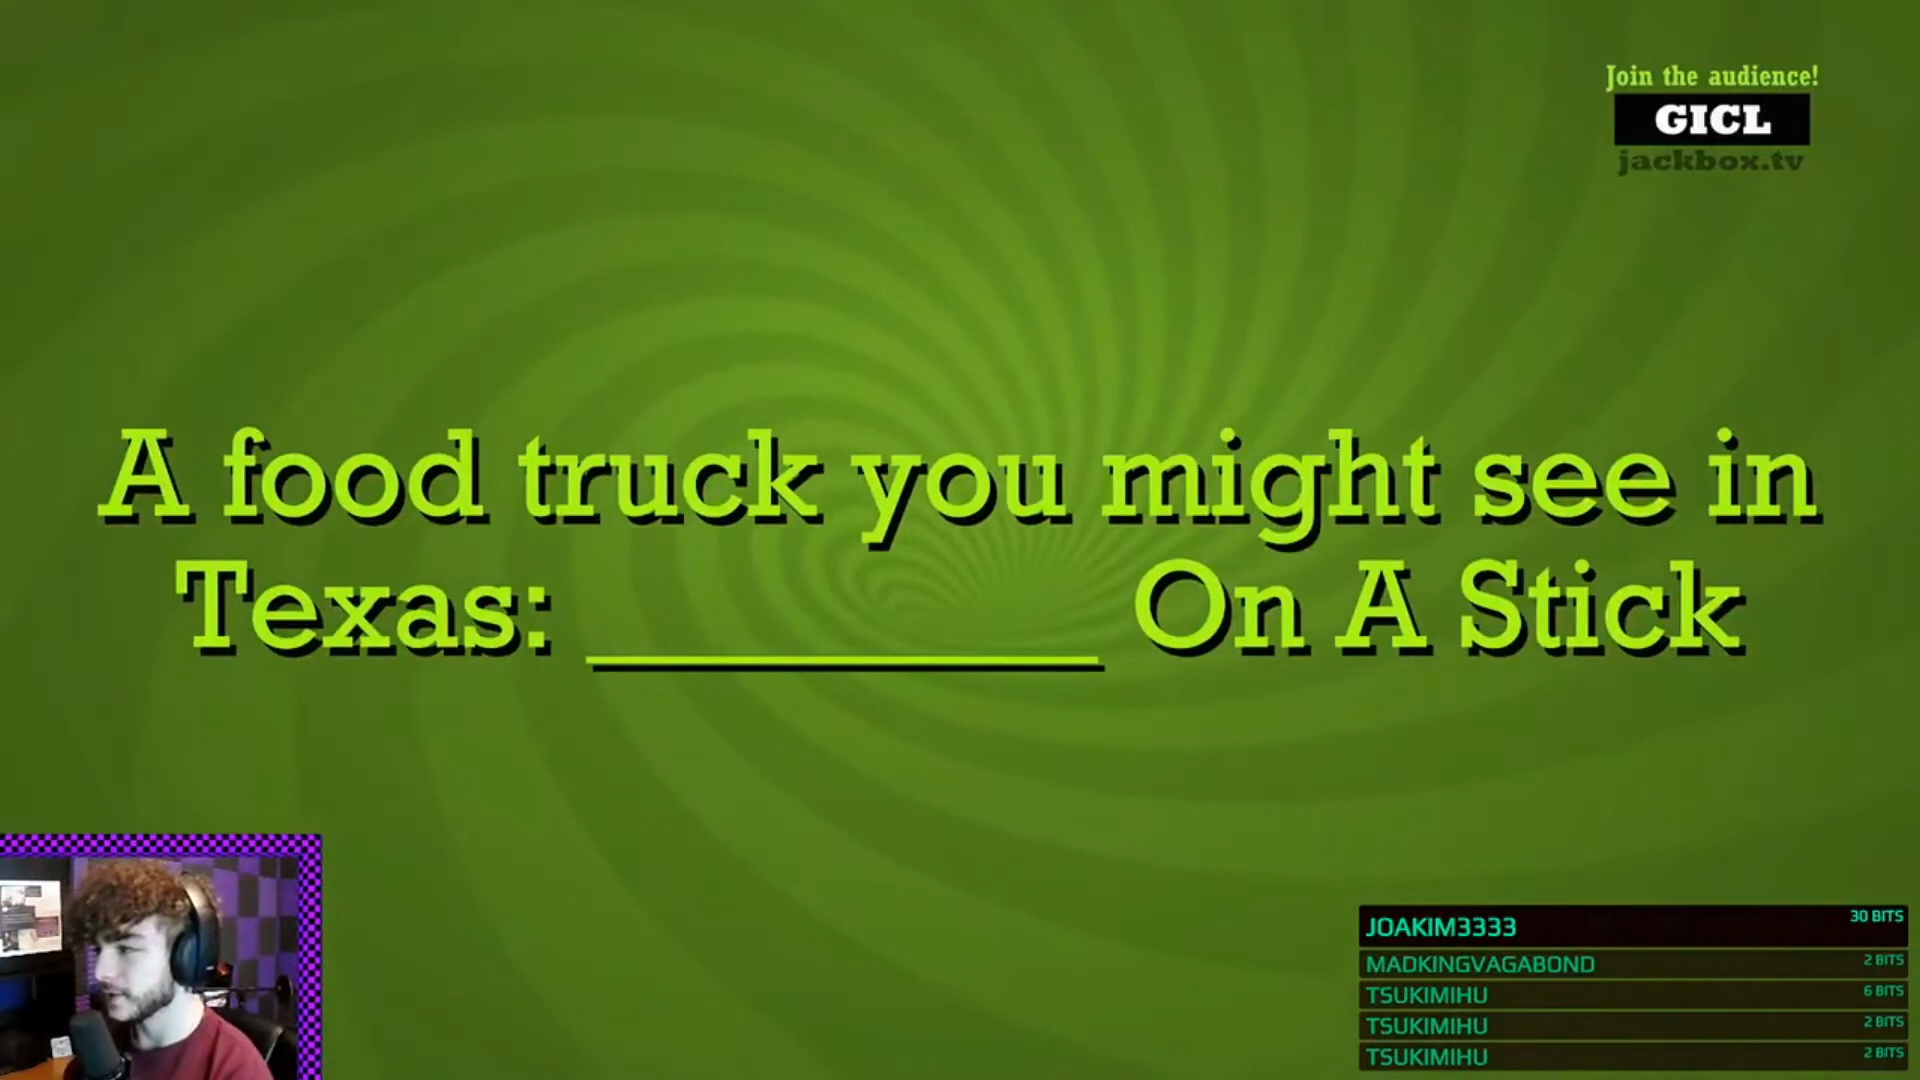 Join the audience!
GICL
jackbox.tv
A food truck you might see in
Texas: __________ On A Stick
JOAKIM3333 30 BITS
MADKINGVAGABOND 2 BITS
TSUKIMIHU 6 BITS
TSUKIMIHU 2 BITS
TSUKIMIHU 2 BITS